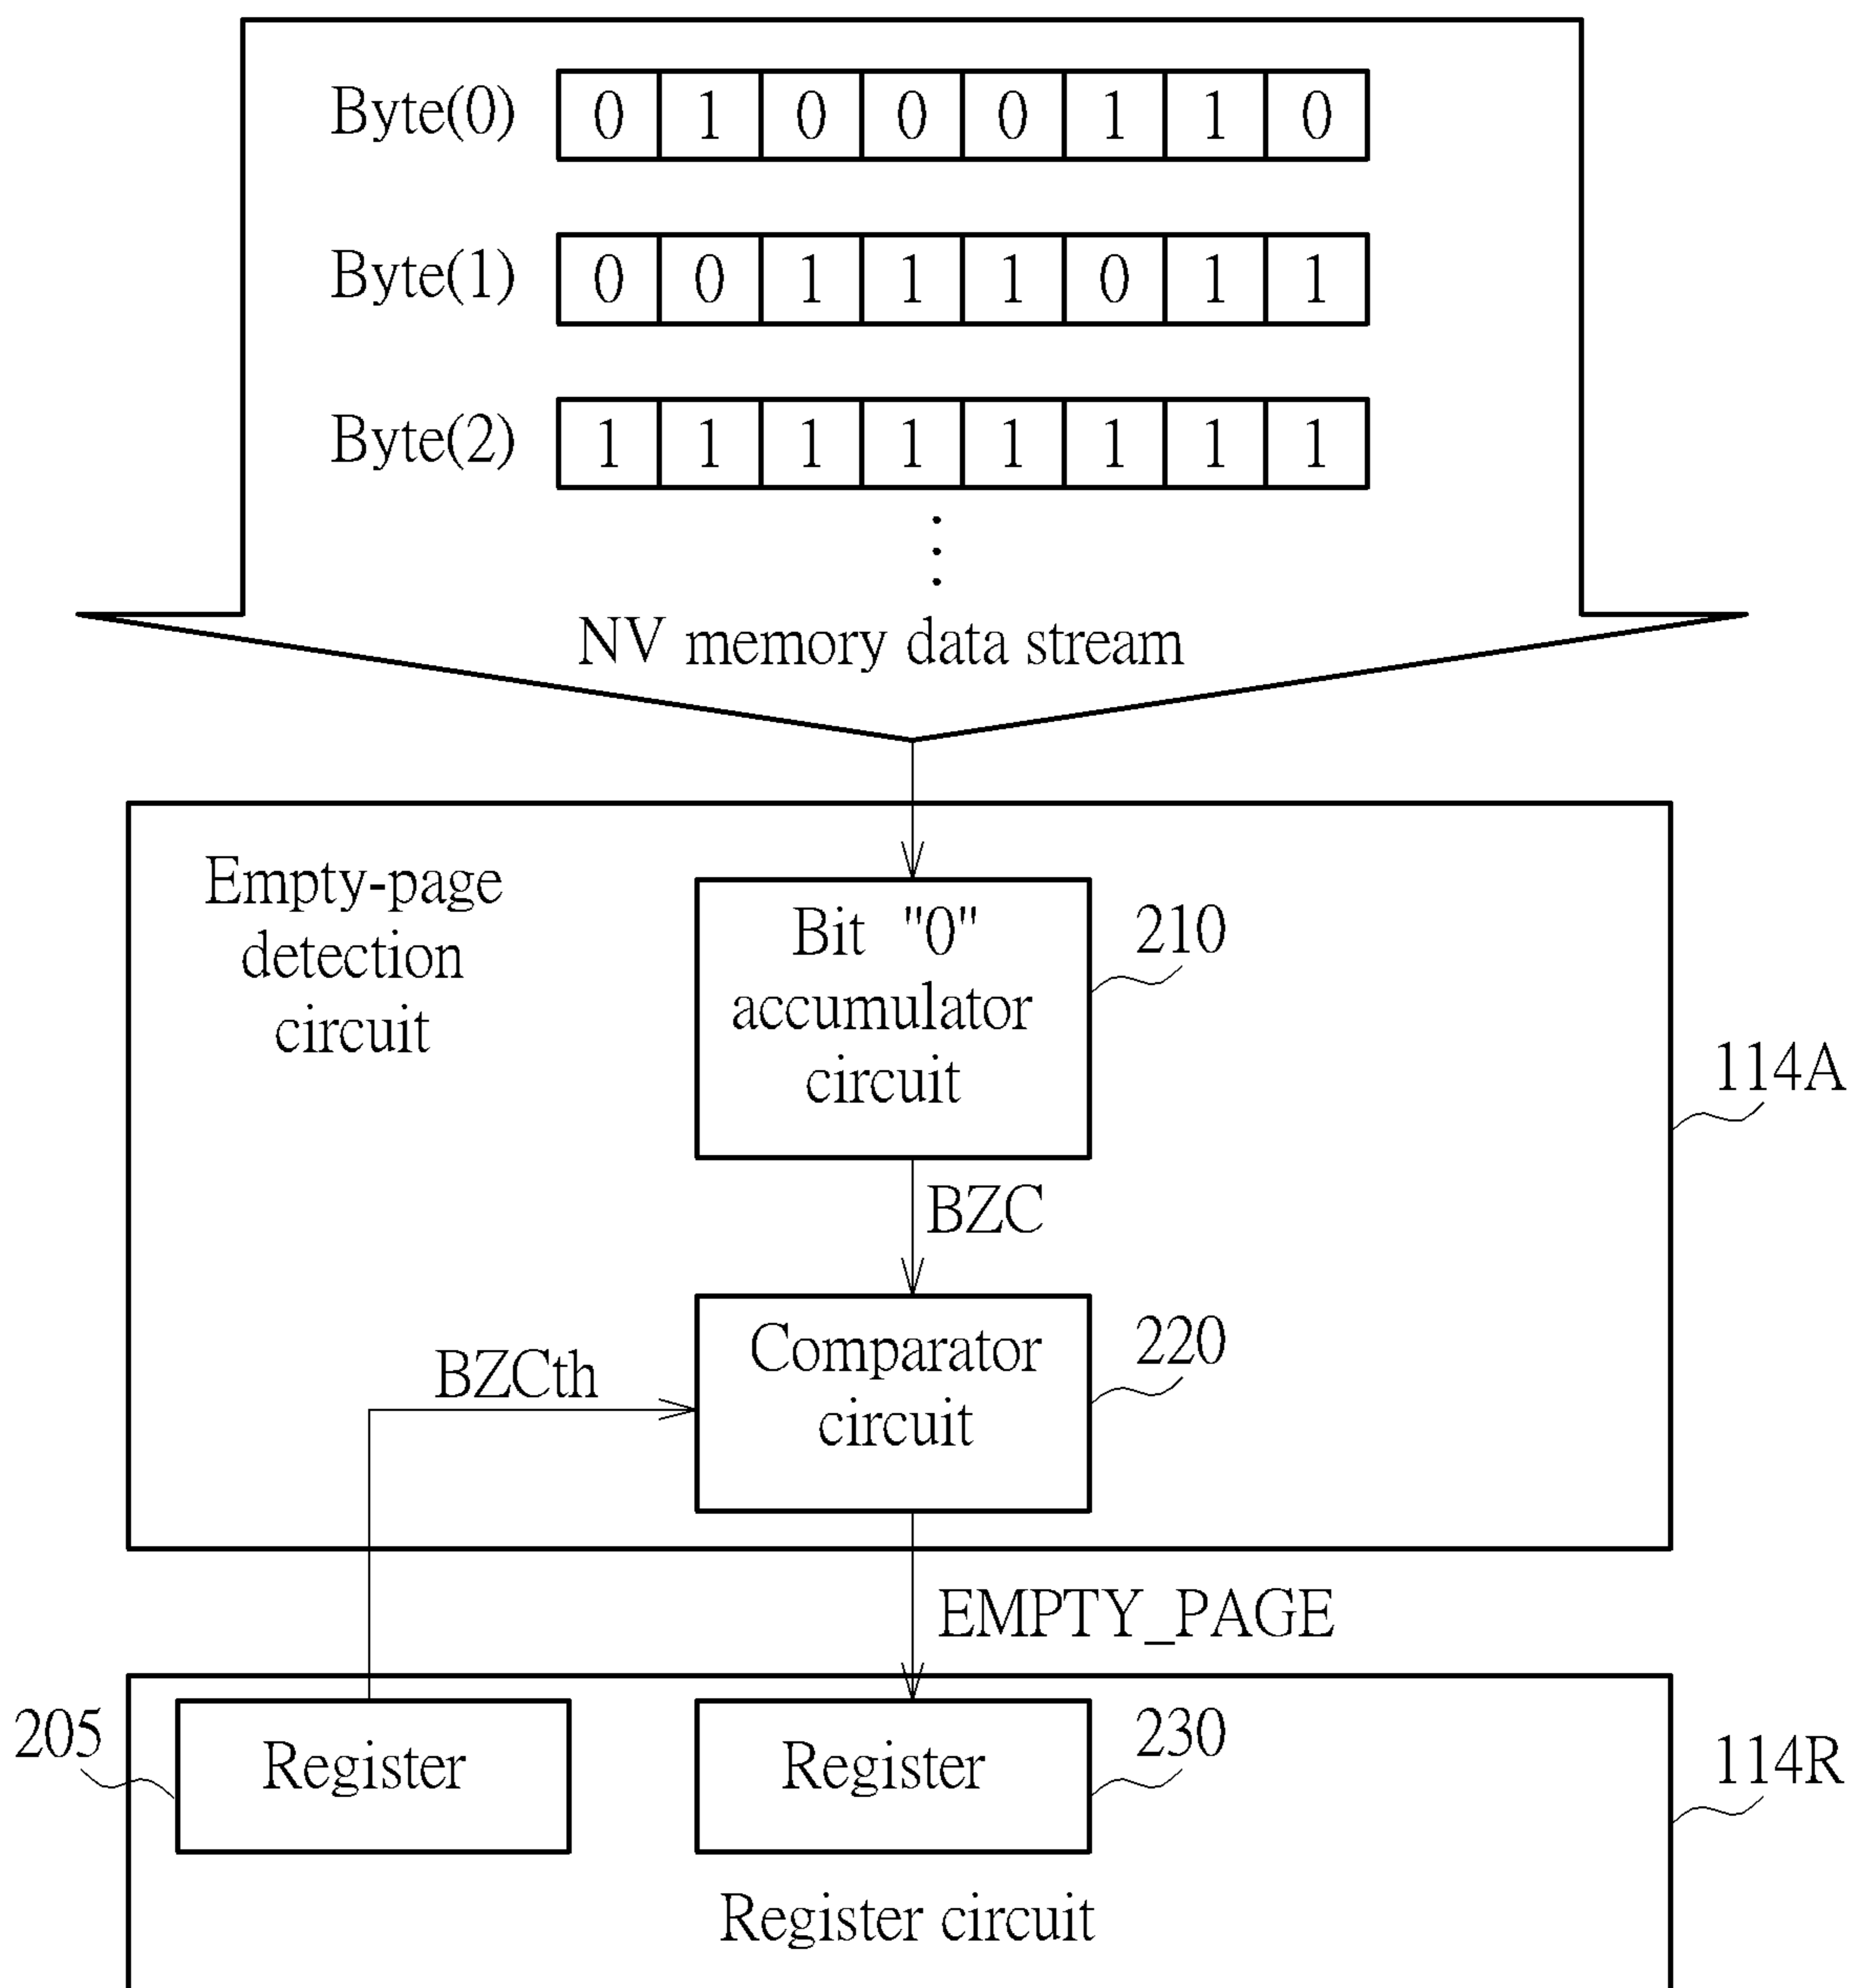 Byte(0) 0 1 0 0 0 1 1 0
Byte(1) 0 0 1 1 1 0 1 1
Byte(2) 1 1 1 1 1 1 1 1
NV memory data stream
Empty-page
detection
circuit
Bit "0"
accumulator
circuit
210
114A
BZC
Comparator
circuit
220
BZCth
EMPTY_PAGE
205
Register
Register
230
114R
Register circuit